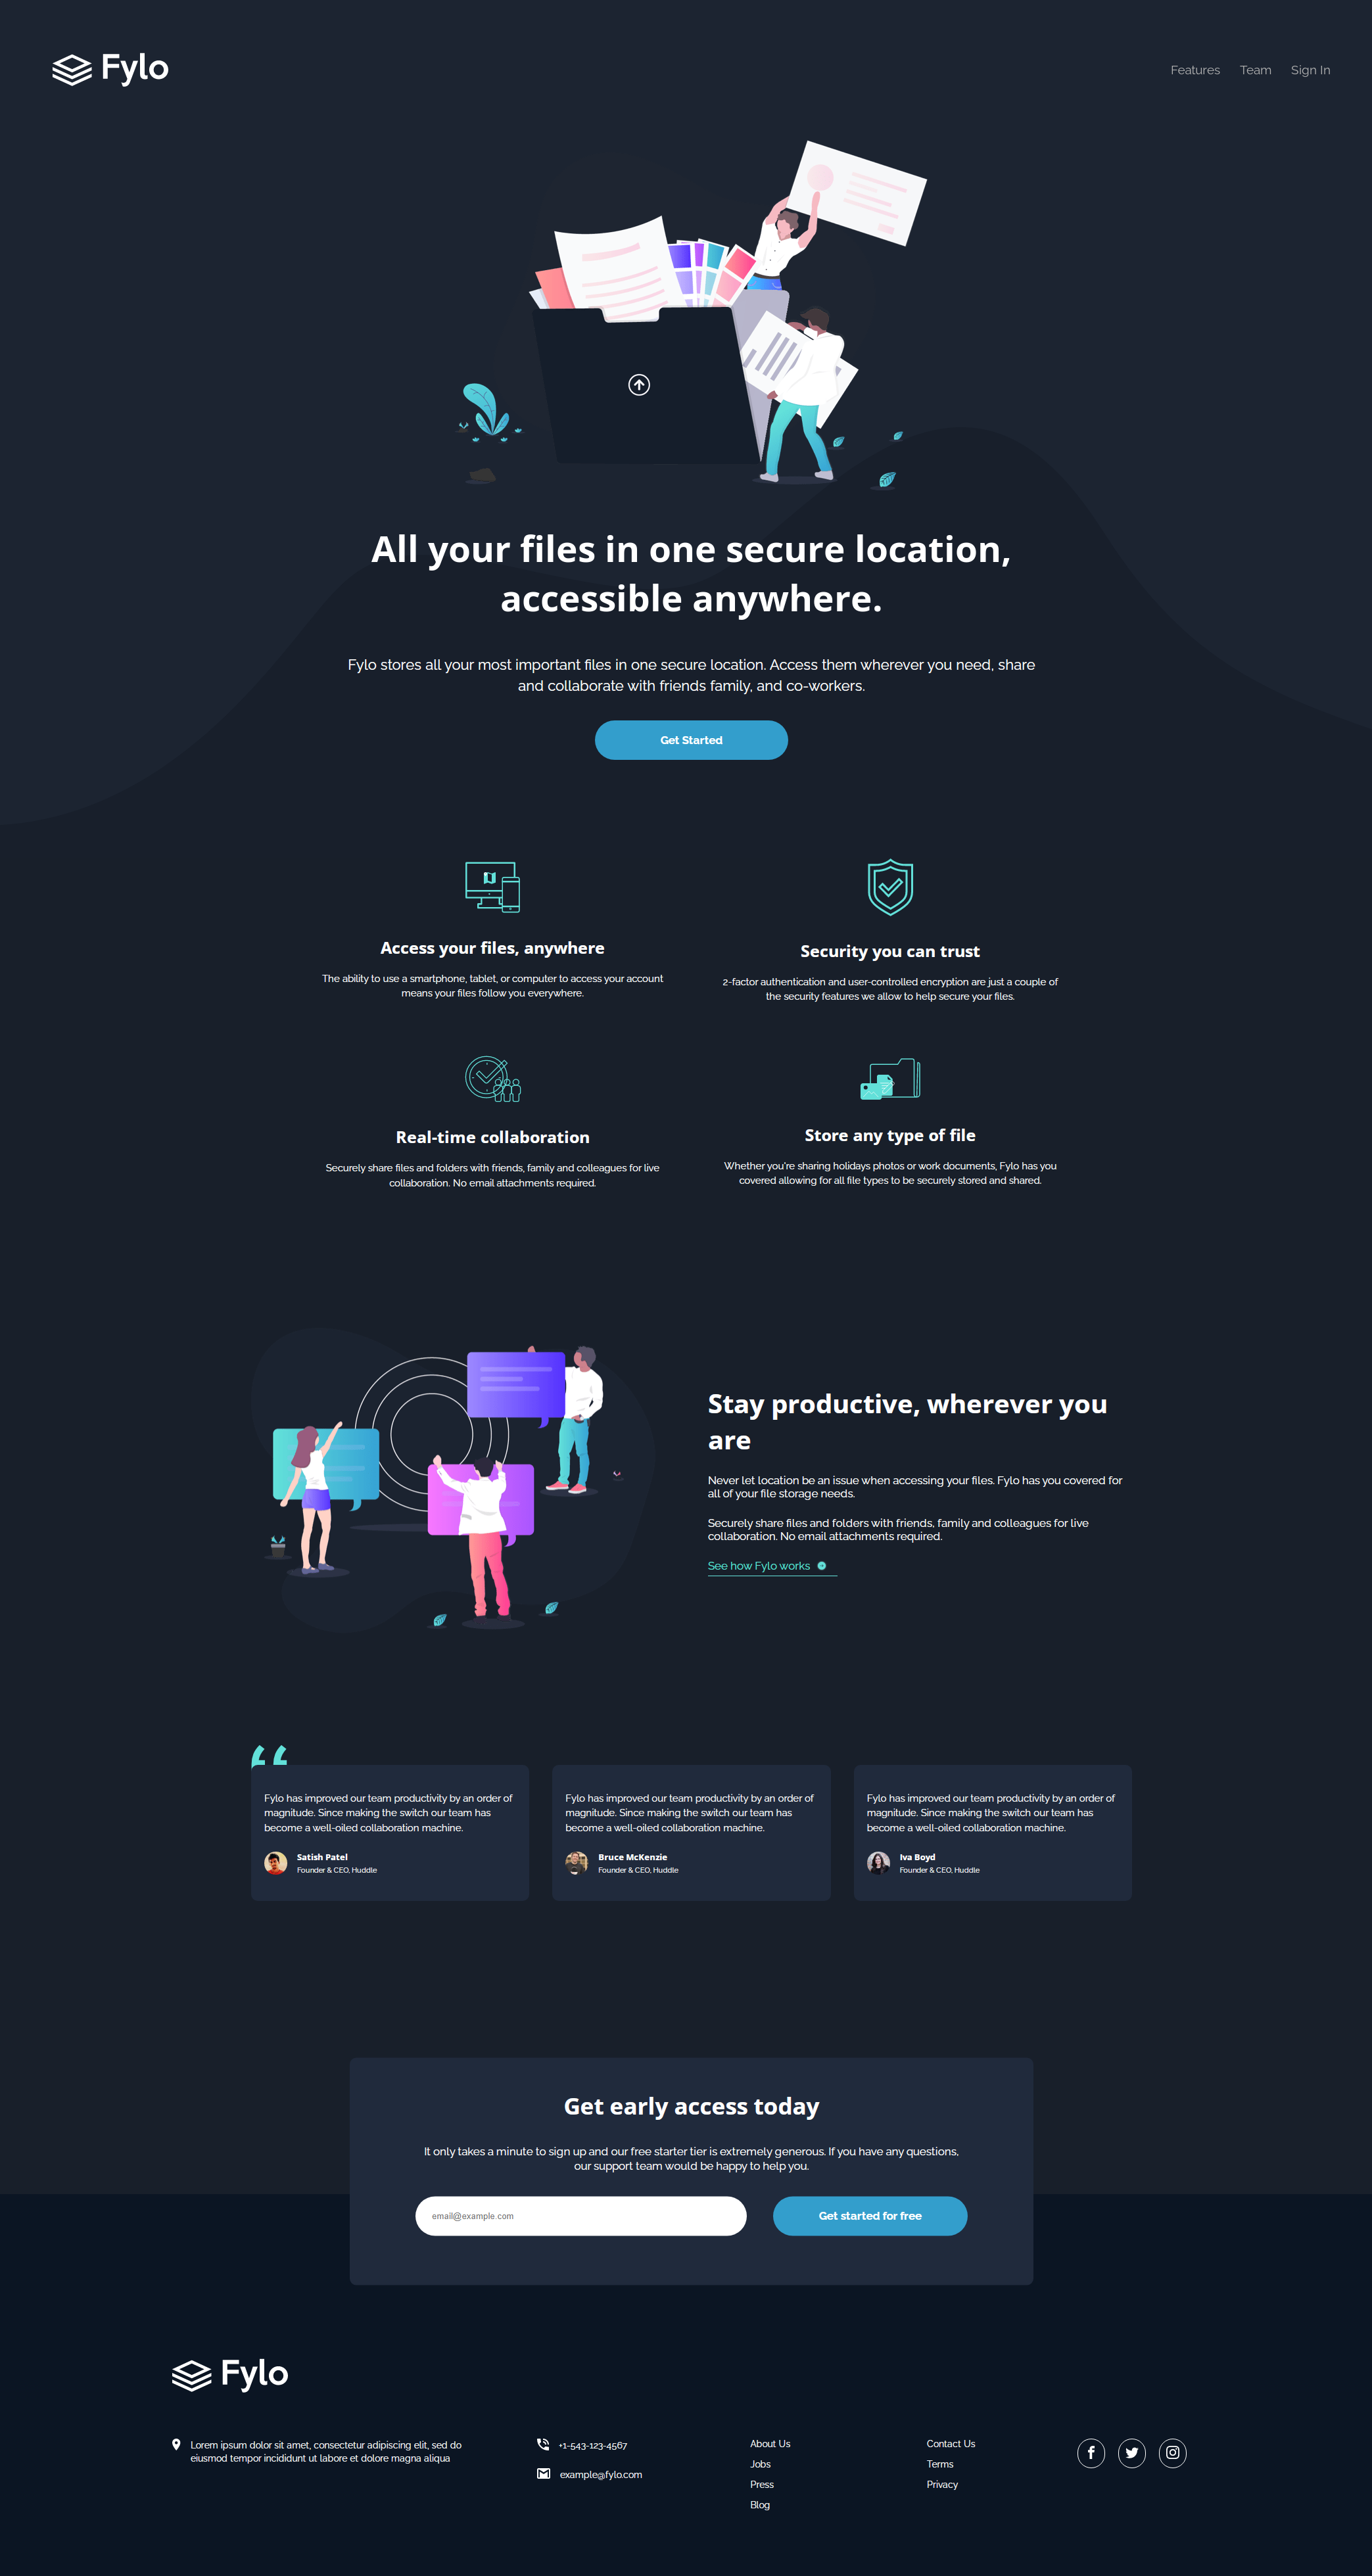 Fylo
Features Team Sign In
All your files in one secure location,
accessible anywhere.
Fylo stores all your most important files in one secure location. Access them wherever you need, share
and collaborate with friends family, and co-workers.
Get Started
Access your files, anywhere
The ability to use a smartphone, tablet, or computer to access your account
means your files follow you everywhere.
Security you can trust
2-factor authentication and user-controlled encryption are just a couple of
the security features we allow to help secure your files.
Real-time collaboration
Securely share files and folders with friends, family and colleagues for live
collaboration. No email attachments required.
Store any type of file
Whether you're sharing holidays photos or work documents, Fylo has you
covered allowing for all file types to be securely stored and shared.
Stay productive, wherever you
are
Never let location be an issue when accessing your files. Fylo has you covered for
all of your file storage needs.
Securely share files and folders with friends, family and colleagues for live
collaboration. No email attachments required.
See how Fylo works
Fylo has improved our team productivity by an order of
magnitude. Since making the switch our team has
become a well-oiled collaboration machine.
Satish Patel
Founder & CEO, Huddle
Fylo has improved our team productivity by an order of
magnitude. Since making the switch our team has
become a well-oiled collaboration machine.
Bruce McKenzie
Founder & CEO, Huddle
Fylo has improved our team productivity by an order of
magnitude. Since making the switch our team has
become a well-oiled collaboration machine.
Iva Boyd
Founder & CEO, Huddle
Get early access today
It only takes a minute to sign up and our free starter tier is extremely generous. If you have any questions,
our support team would be happy to help you.
email@example.com
Get started for free
Fylo
Lorem ipsum dolor sit amet, consectetur adipiscing elit, sed do
eiusmod tempor incididunt ut labore et dolore magna aliqua
+1-543-123-4567
example@fylo.com
About Us
Jobs
Press
Blog
Contact Us
Terms
Privacy